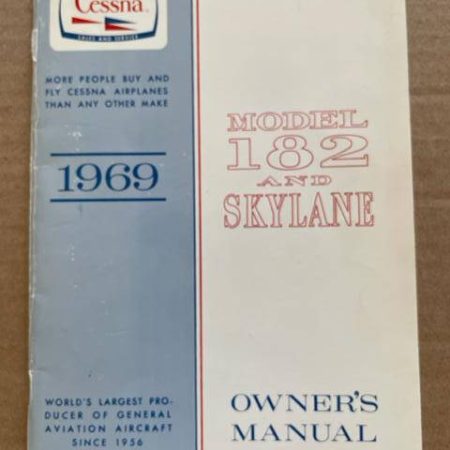 Cessna.
SALES AND SERVICE
MORE PEOPLE BUY AND
FLY CESSNA AIRPLANES
THAN ANY OTHER MAKE
1969
WORLD'S LARGEST PRO-
DUCER OF GENERAL
AVIATION AIRCRAFT
SINCE 1956
MODEL
182
AND
SKYLANE
OWNER'S
MANUAL